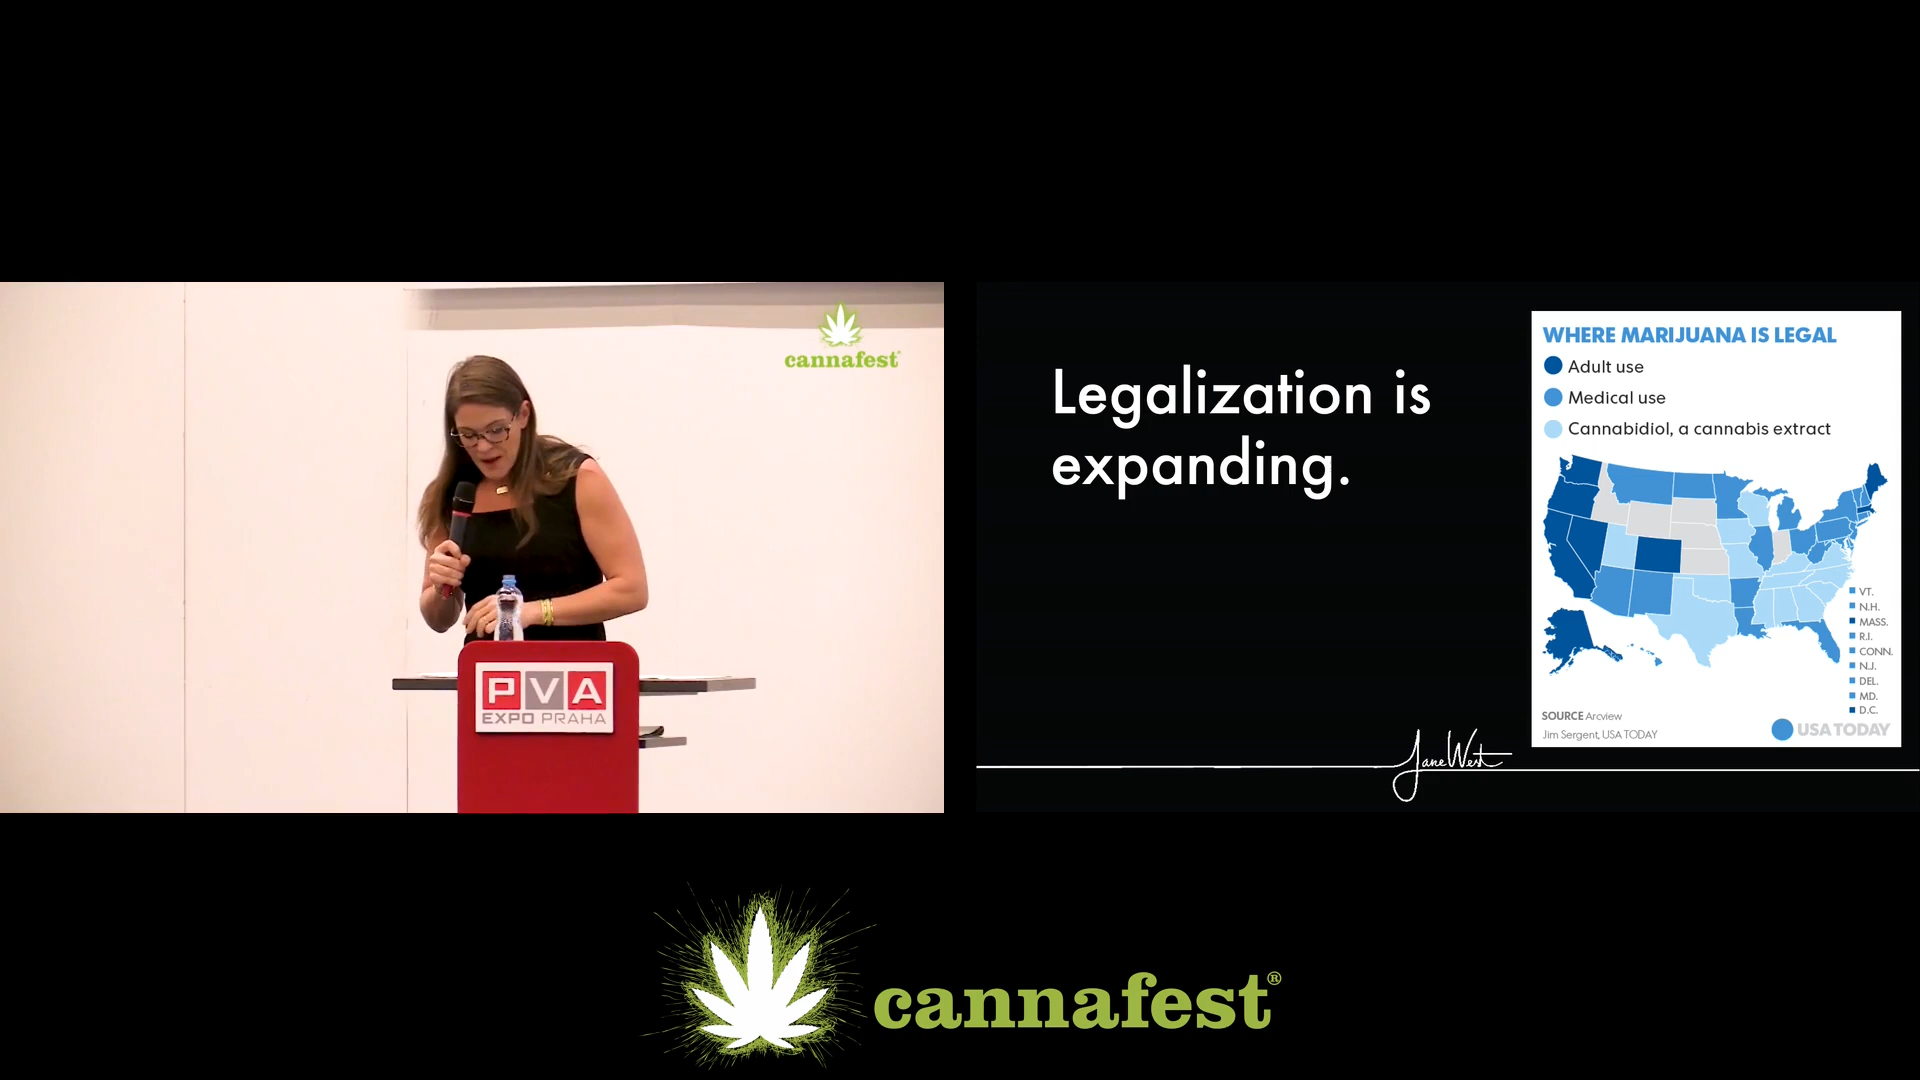 cannafest®
PVA
EXPO PRAHA
Legalization is
expanding.
WHERE MARIJUANA IS LEGAL
Adult use
Medical use
Cannabidiol, a cannabis extract
VT.
N.H.
MASS.
R.I.
CONN.
N.J.
DEL.
MD.
D.C.
SOURCE Arcview
Jim Sergent, USA TODAY
USA TODAY
Jane West
cannafest®